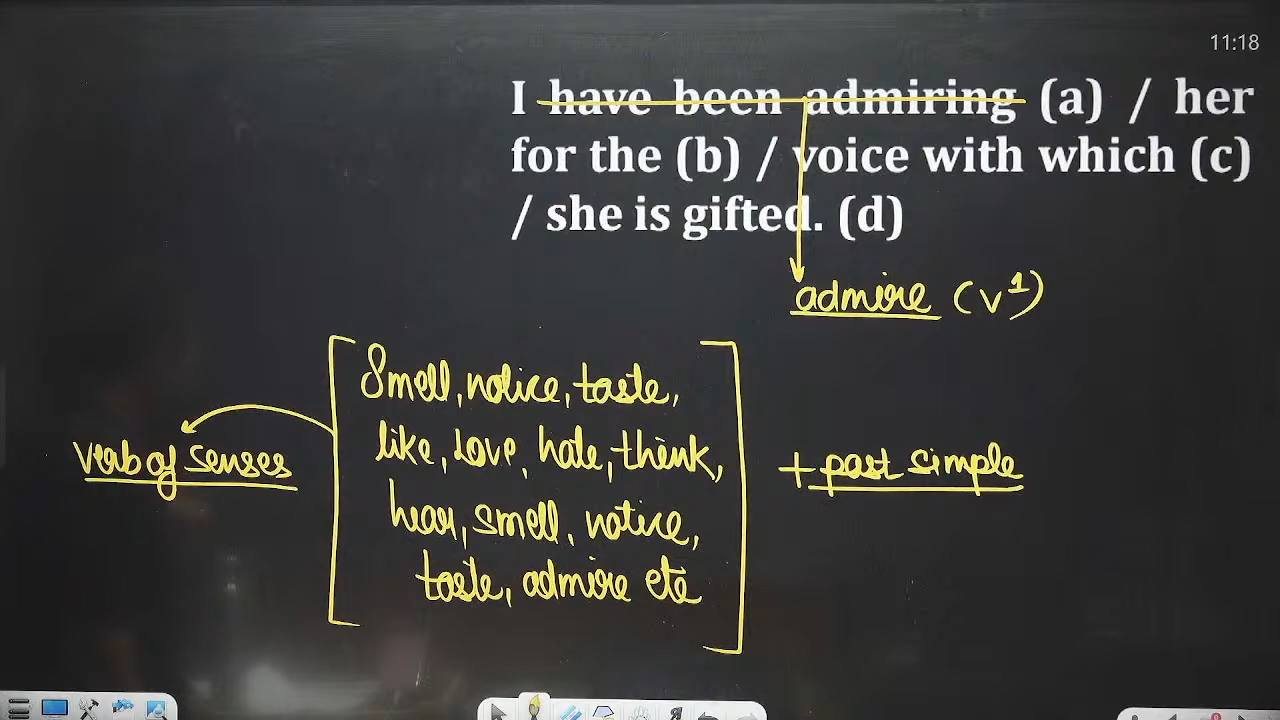 11:18
I have been admiring (a) / her
for the (b) / voice with which (c)
/ she is gifted. (d)
admire (v1)
Smell, notice, taste,
like, Love, hate, think,
hear, smell, notice,
taste, admire etc
verb of senses
+ past simple